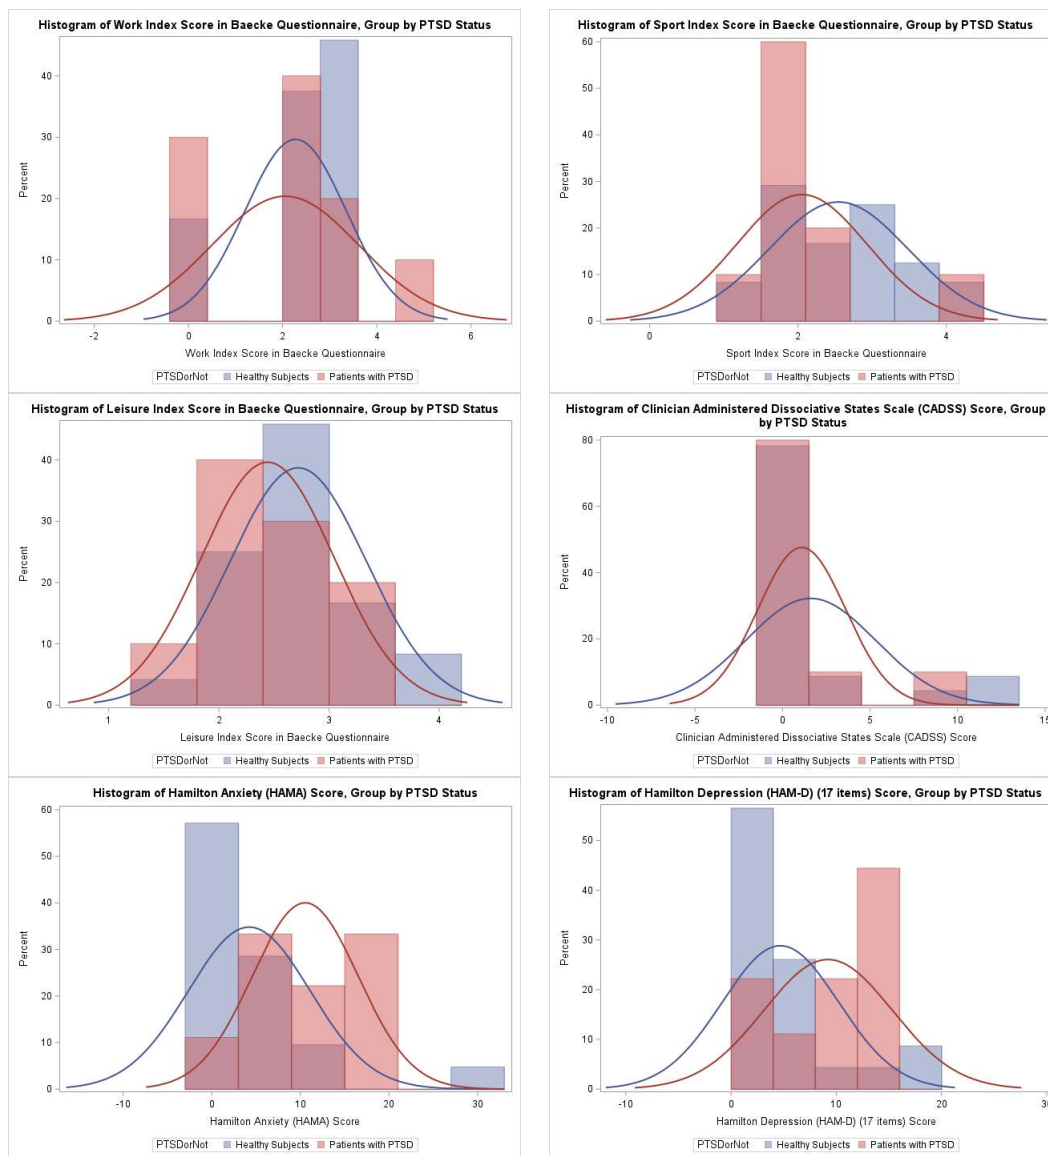 Histogram of Work Index Score in Baecke Questionnaire, Group by PTSD Status
40
30
20
10
0
Percent
-2 0 2 4 6
Work Index Score in Baecke Questionnaire
PTSDorNot Healthy Subjects Patients with PTSD
Histogram of Sport Index Score in Baecke Questionnaire, Group by PTSD Status
60
50
40
30
20
10
0
Percent
0 2 4
Sport Index Score in Baecke Questionnaire
PTSDorNot Healthy Subjects Patients with PTSD
Histogram of Leisure Index Score in Baecke Questionnaire, Group by PTSD Status
40
30
20
10
0
Percent
1 2 3 4
Leisure Index Score in Baecke Questionnaire
PTSDorNot Healthy Subjects Patients with PTSD
Histogram of Clinician Administered Dissociative States Scale (CADSS) Score, Group
by PTSD Status
80
60
40
20
0
Percent
-10 -5 0 5 10 15
Clinician Administered Dissociative States Scale (CADSS) Score
PTSDorNot Healthy Subjects Patients with PTSD
Histogram of Hamilton Anxiety (HAMA) Score, Group by PTSD Status
60
50
40
30
20
10
0
Percent
-10 0 10 20 30
Hamilton Anxiety (HAMA) Score
PTSDorNot Healthy Subjects Patients with PTSD
Histogram of Hamilton Depression (HAM-D) (17 items) Score, Group by PTSD Status
50
40
30
20
10
0
Percent
-10 0 10 20 30
Hamilton Depression (HAM-D) (17 items) Score
PTSDorNot Healthy Subjects Patients with PTSD